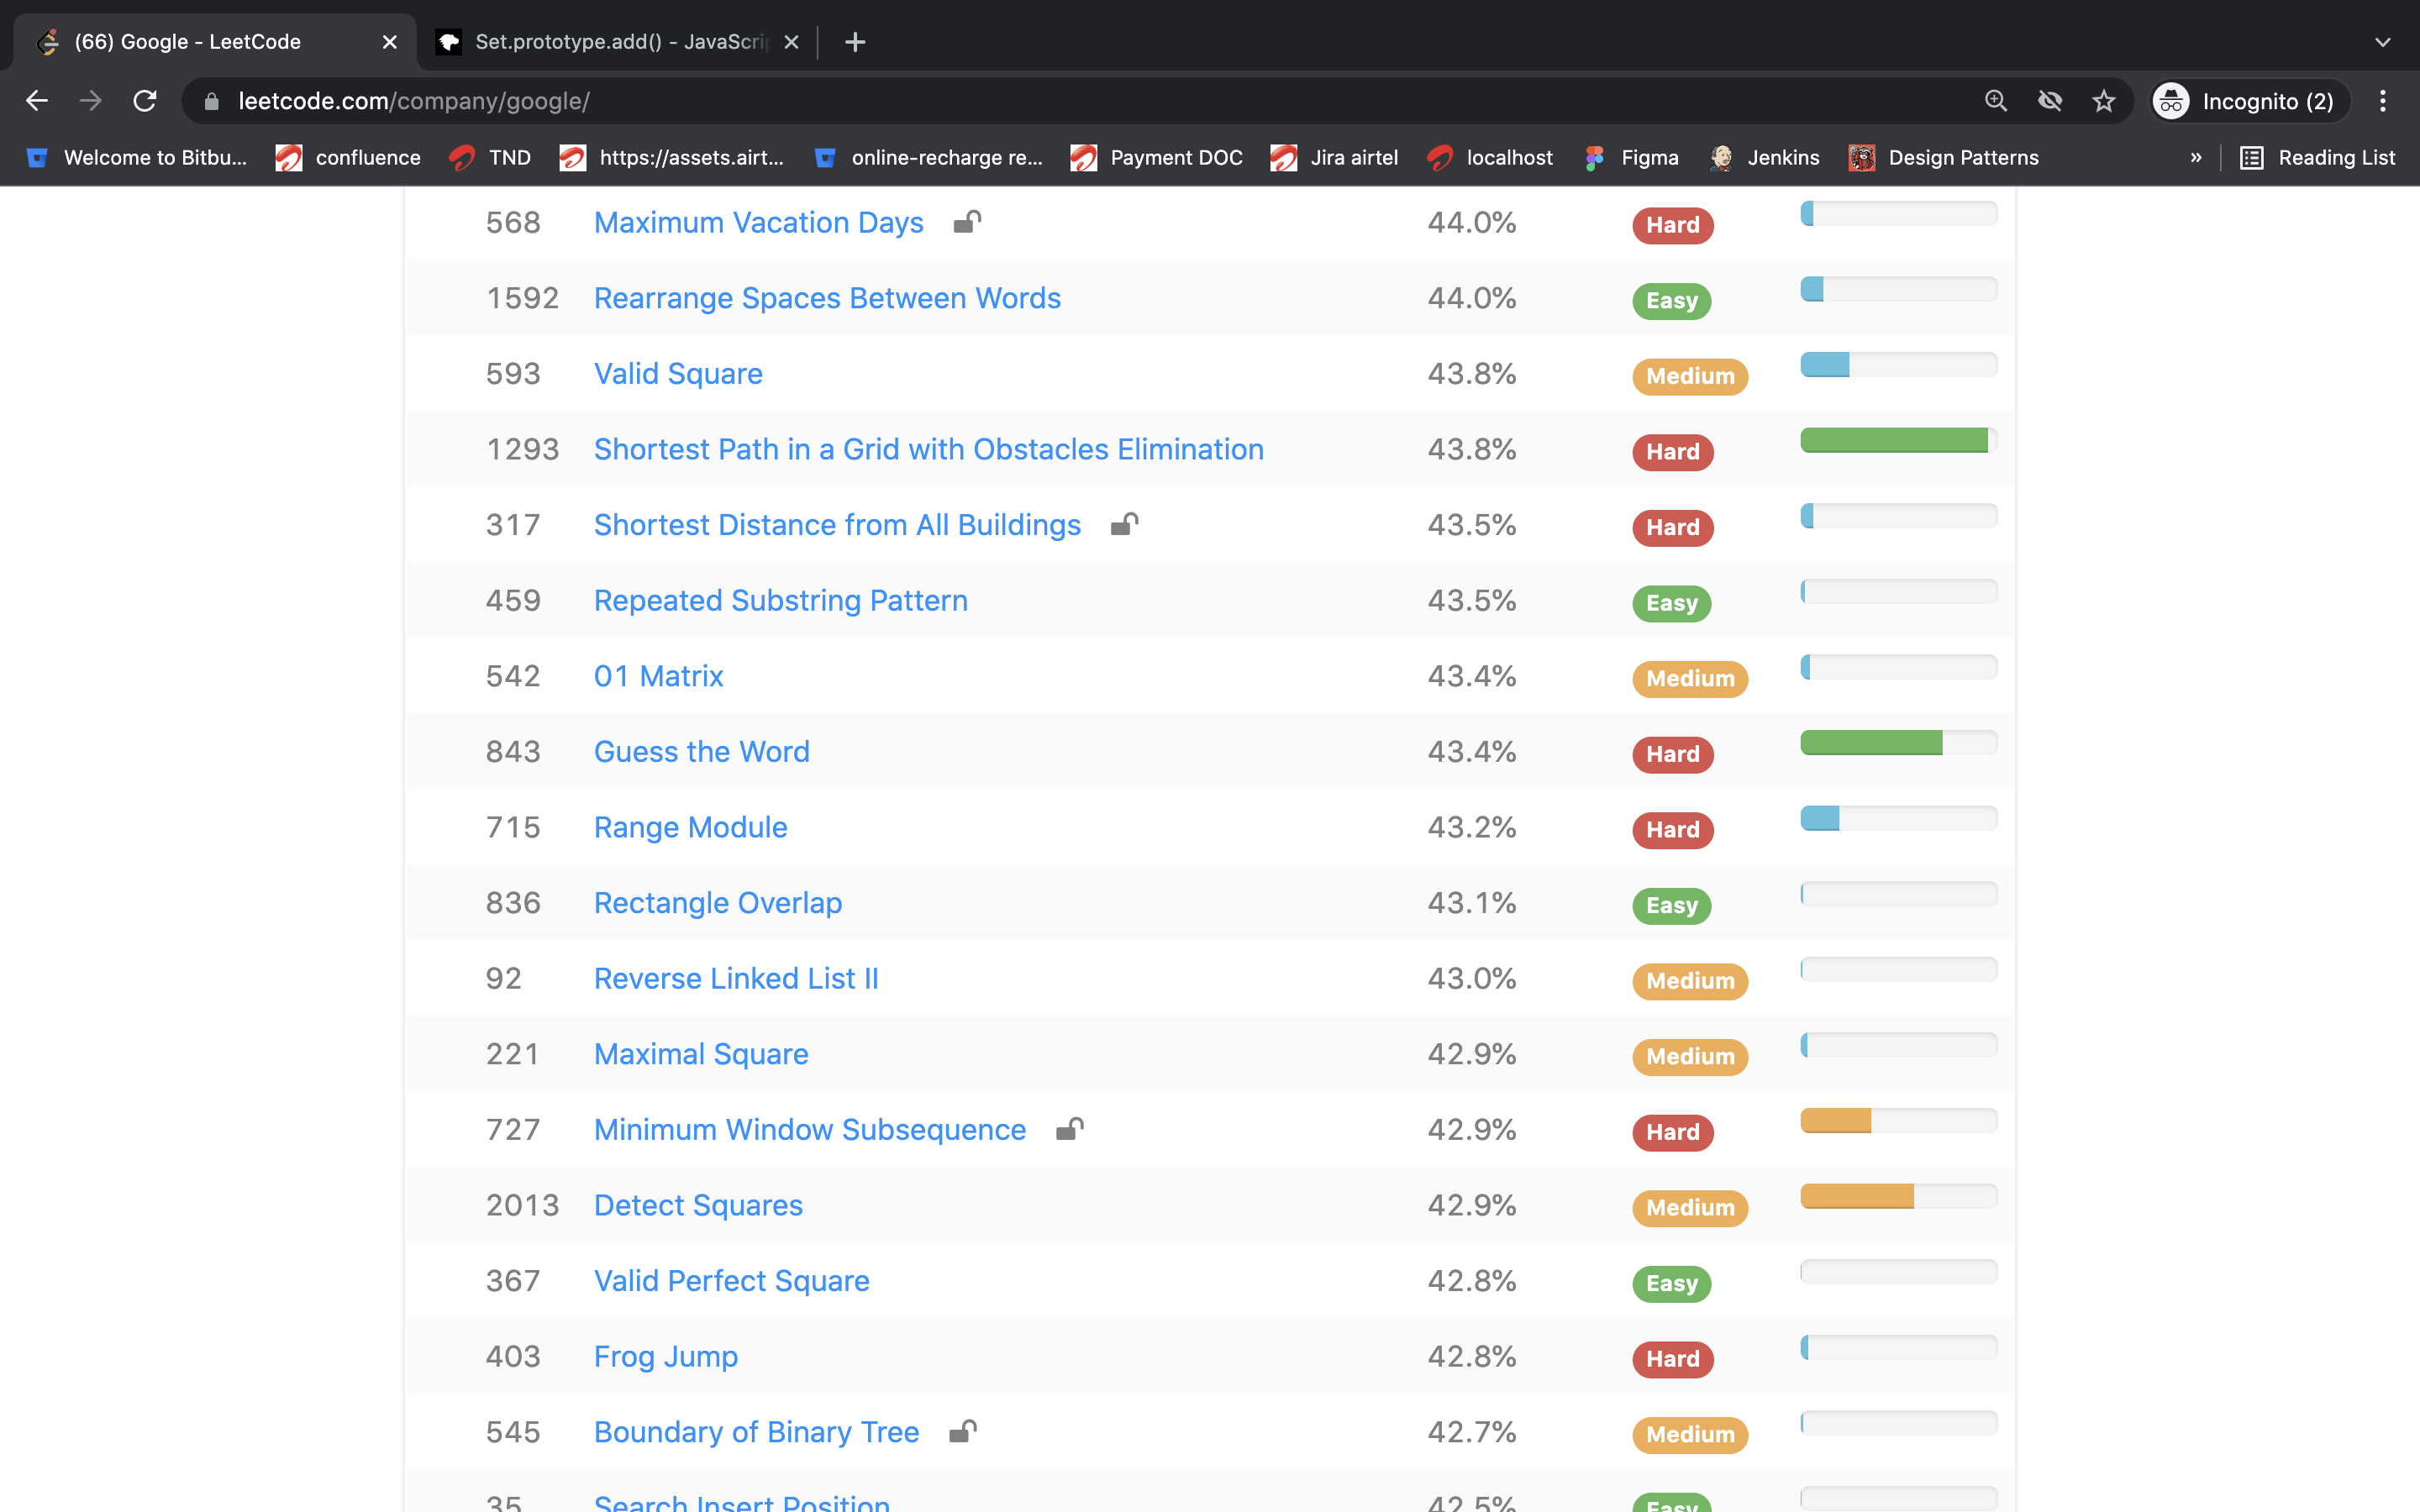 (66) Google - LeetCode
Set.prototype.add() - JavaScri
leetcode.com/company/google/
Incognito (2)
Welcome to Bitbu... confluence TND https://assets.airt... online-recharge re... Payment DOC Jira airtel localhost Figma Jenkins Design Patterns » Reading List
568 Maximum Vacation Days 44.0% Hard
1592 Rearrange Spaces Between Words 44.0% Easy
593 Valid Square 43.8% Medium
1293 Shortest Path in a Grid with Obstacles Elimination 43.8% Hard
317 Shortest Distance from All Buildings 43.5% Hard
459 Repeated Substring Pattern 43.5% Easy
542 01 Matrix 43.4% Medium
843 Guess the Word 43.4% Hard
715 Range Module 43.2% Hard
836 Rectangle Overlap 43.1% Easy
92 Reverse Linked List II 43.0% Medium
221 Maximal Square 42.9% Medium
727 Minimum Window Subsequence 42.9% Hard
2013 Detect Squares 42.9% Medium
367 Valid Perfect Square 42.8% Easy
403 Frog Jump 42.8% Hard
545 Boundary of Binary Tree 42.7% Medium
35 Search Insert Position 42.5% Easy